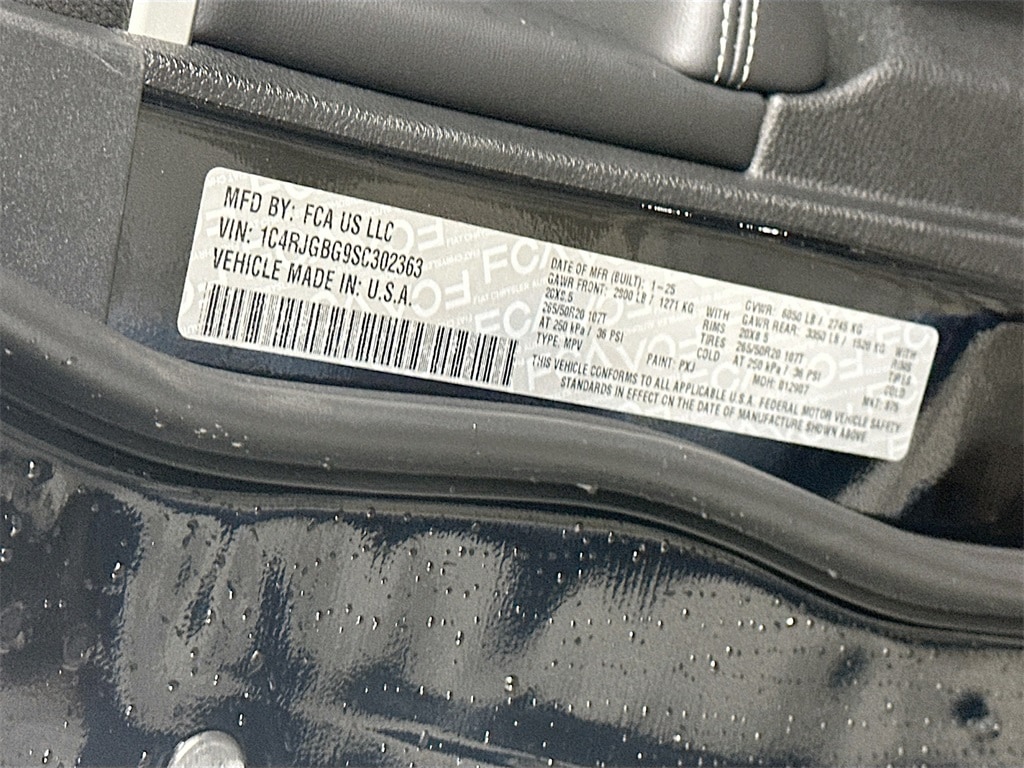 MFD BY: FCA US LLC
VIN: 1C4RJGBG9SC302363
VEHICLE MADE IN: U.S.A.
DATE OF MFR (BUILT): 1-25 GVWR: 6050 LB / 2745 KG
GAWR FRONT: 2800 LB / 1271 KG WITH GAWR REAR: 3350 LB / 1520 KG WITH
20X8.5 RIMS 20X8.5 RIMS
265/50R20 107T TIRES 265/50R20 107T
AT 250 kPa / 36 PSI COLD AT 250 kPa / 36 PSI COLD
TYPE: MPV PAINT: PXJ MDH: 012907
THIS VEHICLE CONFORMS TO ALL APPLICABLE U.S.A. FEDERAL MOTOR VEHICLE SAFETY
STANDARDS IN EFFECT ON THE DATE OF MANUFACTURE SHOWN ABOVE.